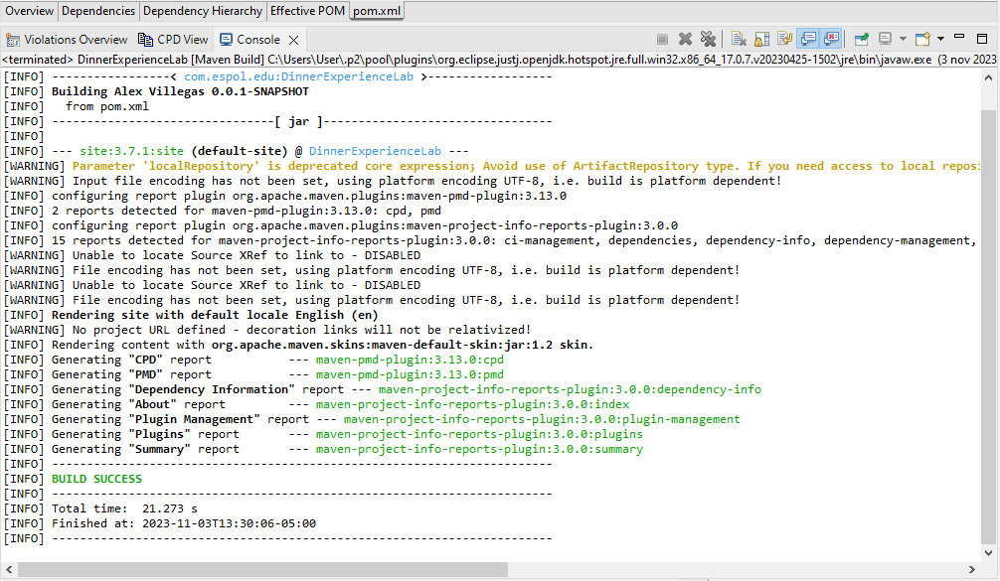 Overview Dependencies Dependency Hierarchy Effective POM pom.xml
Violations Overview CPD View Console
<terminated> DinnerExperienceLab [Maven Build] C:\Users\User\.p2\pool\plugins\org.eclipse.justj.openjdk.hotspot.jre.full.win32.x86_64_17.0.7.v20230425-1502\jre\bin\javaw.exe (3 nov 2023
[INFO] ----------------< com.espol.edu:DinnerExperienceLab >-----------------
[INFO] Building Alex Villegas 0.0.1-SNAPSHOT
[INFO]   from pom.xml
[INFO] --------------------------------[ jar ]---------------------------------
[INFO]
[INFO] --- site:3.7.1:site (default-site) @ DinnerExperienceLab ---
[WARNING] Parameter 'localRepository' is deprecated core expression; Avoid use of ArtifactRepository type. If you need access to local reposi
[WARNING] Input file encoding has not been set, using platform encoding UTF-8, i.e. build is platform dependent!
[INFO] configuring report plugin org.apache.maven.plugins:maven-pmd-plugin:3.13.0
[INFO] 2 reports detected for maven-pmd-plugin:3.13.0: cpd, pmd
[INFO] configuring report plugin org.apache.maven.plugins:maven-project-info-reports-plugin:3.0.0
[INFO] 15 reports detected for maven-project-info-reports-plugin:3.0.0: ci-management, dependencies, dependency-info, dependency-management,
[WARNING] Unable to locate Source XRef to link to - DISABLED
[WARNING] File encoding has not been set, using platform encoding UTF-8, i.e. build is platform dependent!
[WARNING] Unable to locate Source XRef to link to - DISABLED
[WARNING] File encoding has not been set, using platform encoding UTF-8, i.e. build is platform dependent!
[INFO] Rendering site with default locale English (en)
[WARNING] No project URL defined - decoration links will not be relativized!
[INFO] Rendering content with org.apache.maven.skins:maven-default-skin:jar:1.2 skin.
[INFO] Generating "CPD" report           --- maven-pmd-plugin:3.13.0:cpd
[INFO] Generating "PMD" report           --- maven-pmd-plugin:3.13.0:pmd
[INFO] Generating "Dependency Information" report --- maven-project-info-reports-plugin:3.0.0:dependency-info
[INFO] Generating "About" report         --- maven-project-info-reports-plugin:3.0.0:index
[INFO] Generating "Plugin Management" report --- maven-project-info-reports-plugin:3.0.0:plugin-management
[INFO] Generating "Plugins" report       --- maven-project-info-reports-plugin:3.0.0:plugins
[INFO] Generating "Summary" report       --- maven-project-info-reports-plugin:3.0.0:summary
[INFO] ------------------------------------------------------------------------
[INFO] BUILD SUCCESS
[INFO] ------------------------------------------------------------------------
[INFO] Total time:  21.273 s
[INFO] Finished at: 2023-11-03T13:30:06-05:00
[INFO] ------------------------------------------------------------------------